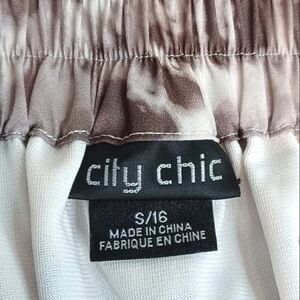 city chic
S/16
MADE IN CHINA
FABRIQUE EN CHINE